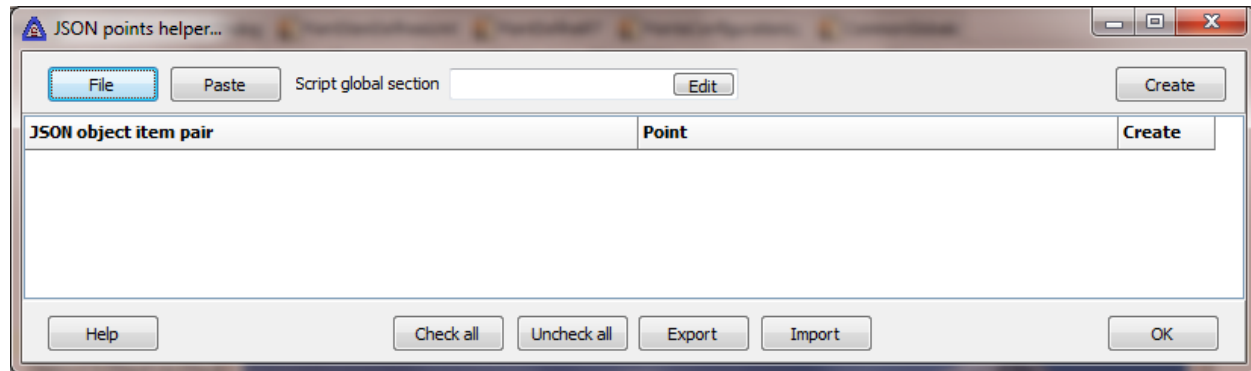 JSON points helper...
File Paste Script global section Edit Create
JSON object item pair Point Create
Help Check all Uncheck all Export Import OK